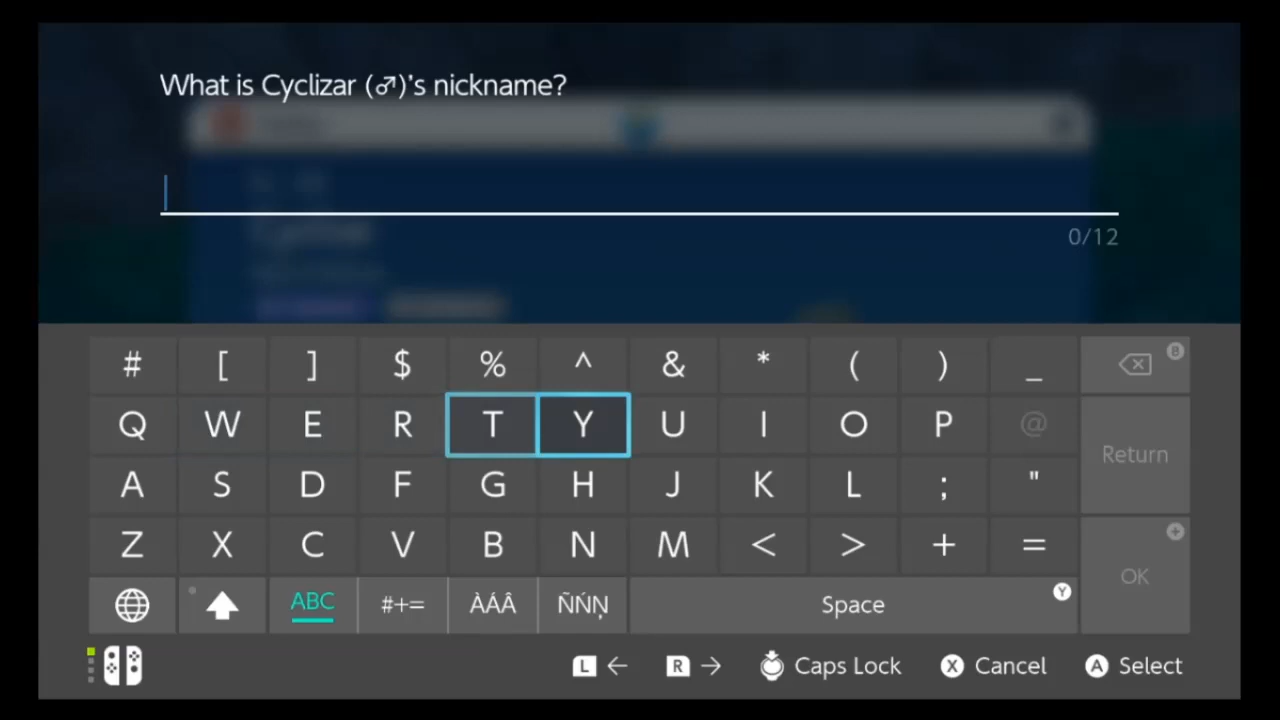 What is Cyclizar (♂)'s nickname?
0/12
# [ ] $ % ^ & * ( ) _ B
Q W E R T Y U I O P @ Return
A S D F G H J K L ; "
Z X C V B N M < > + = + OK
ABC #+= ÀÁÂ ÑŃŅ Space Y
L ← R → Caps Lock X Cancel A Select